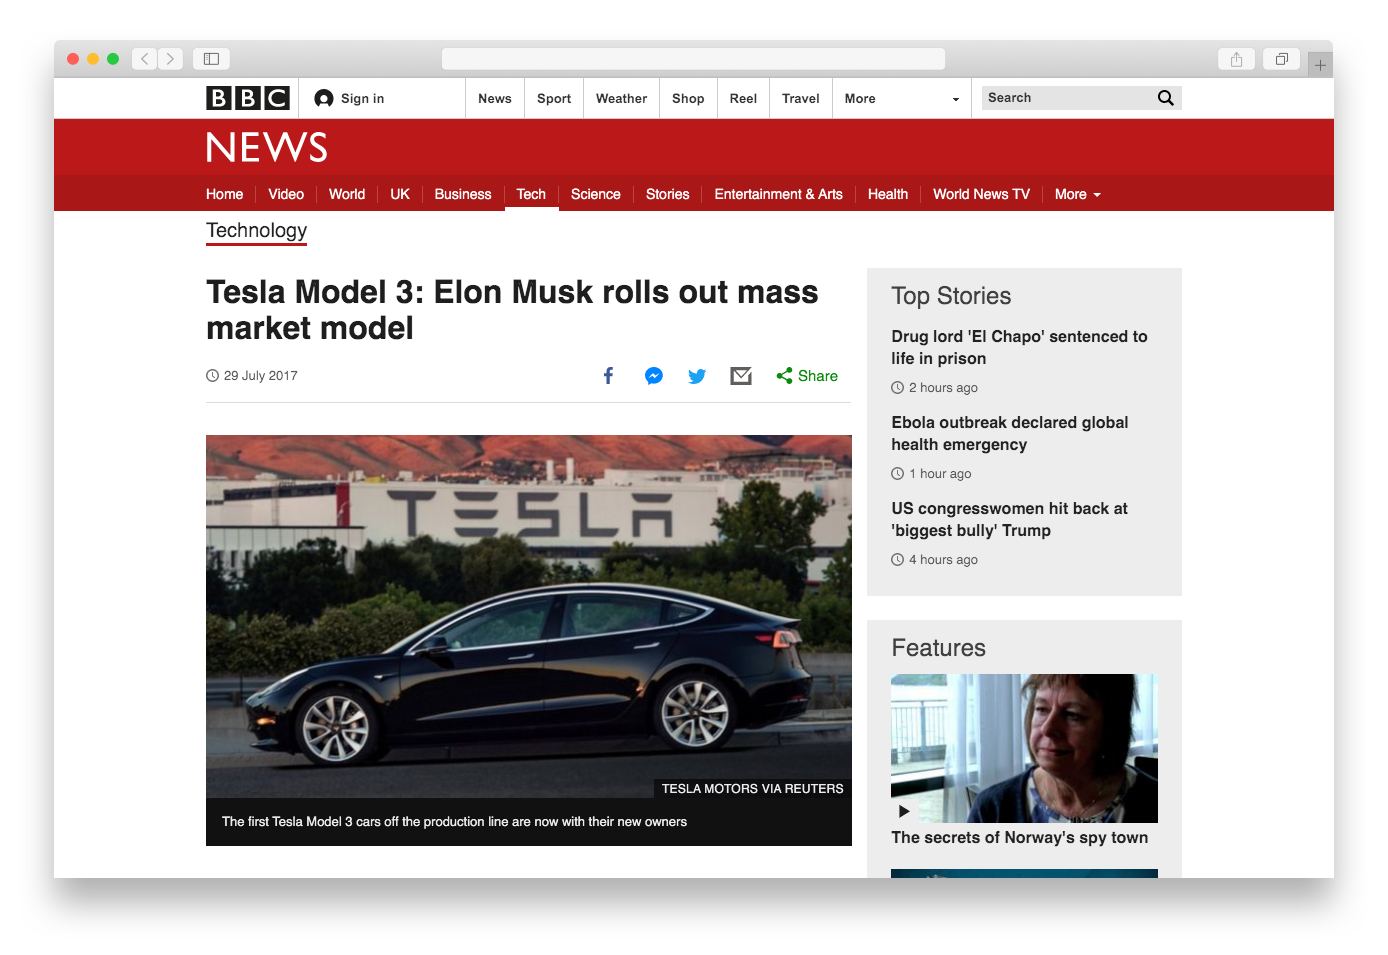 BBC
Sign in
News
Sport
Weather
Shop
Reel
Travel
More
Search
NEWS
Home
Video
World
UK
Business
Tech
Science
Stories
Entertainment & Arts
Health
World News TV
More
Technology
Tesla Model 3: Elon Musk rolls out mass
market model
29 July 2017
Share
TESLA
TESLA MOTORS VIA REUTERS
The first Tesla Model 3 cars off the production line are now with their new owners
Top Stories
Drug lord 'El Chapo' sentenced to
life in prison
2 hours ago
Ebola outbreak declared global
health emergency
1 hour ago
US congresswomen hit back at
'biggest bully' Trump
4 hours ago
Features
The secrets of Norway's spy town